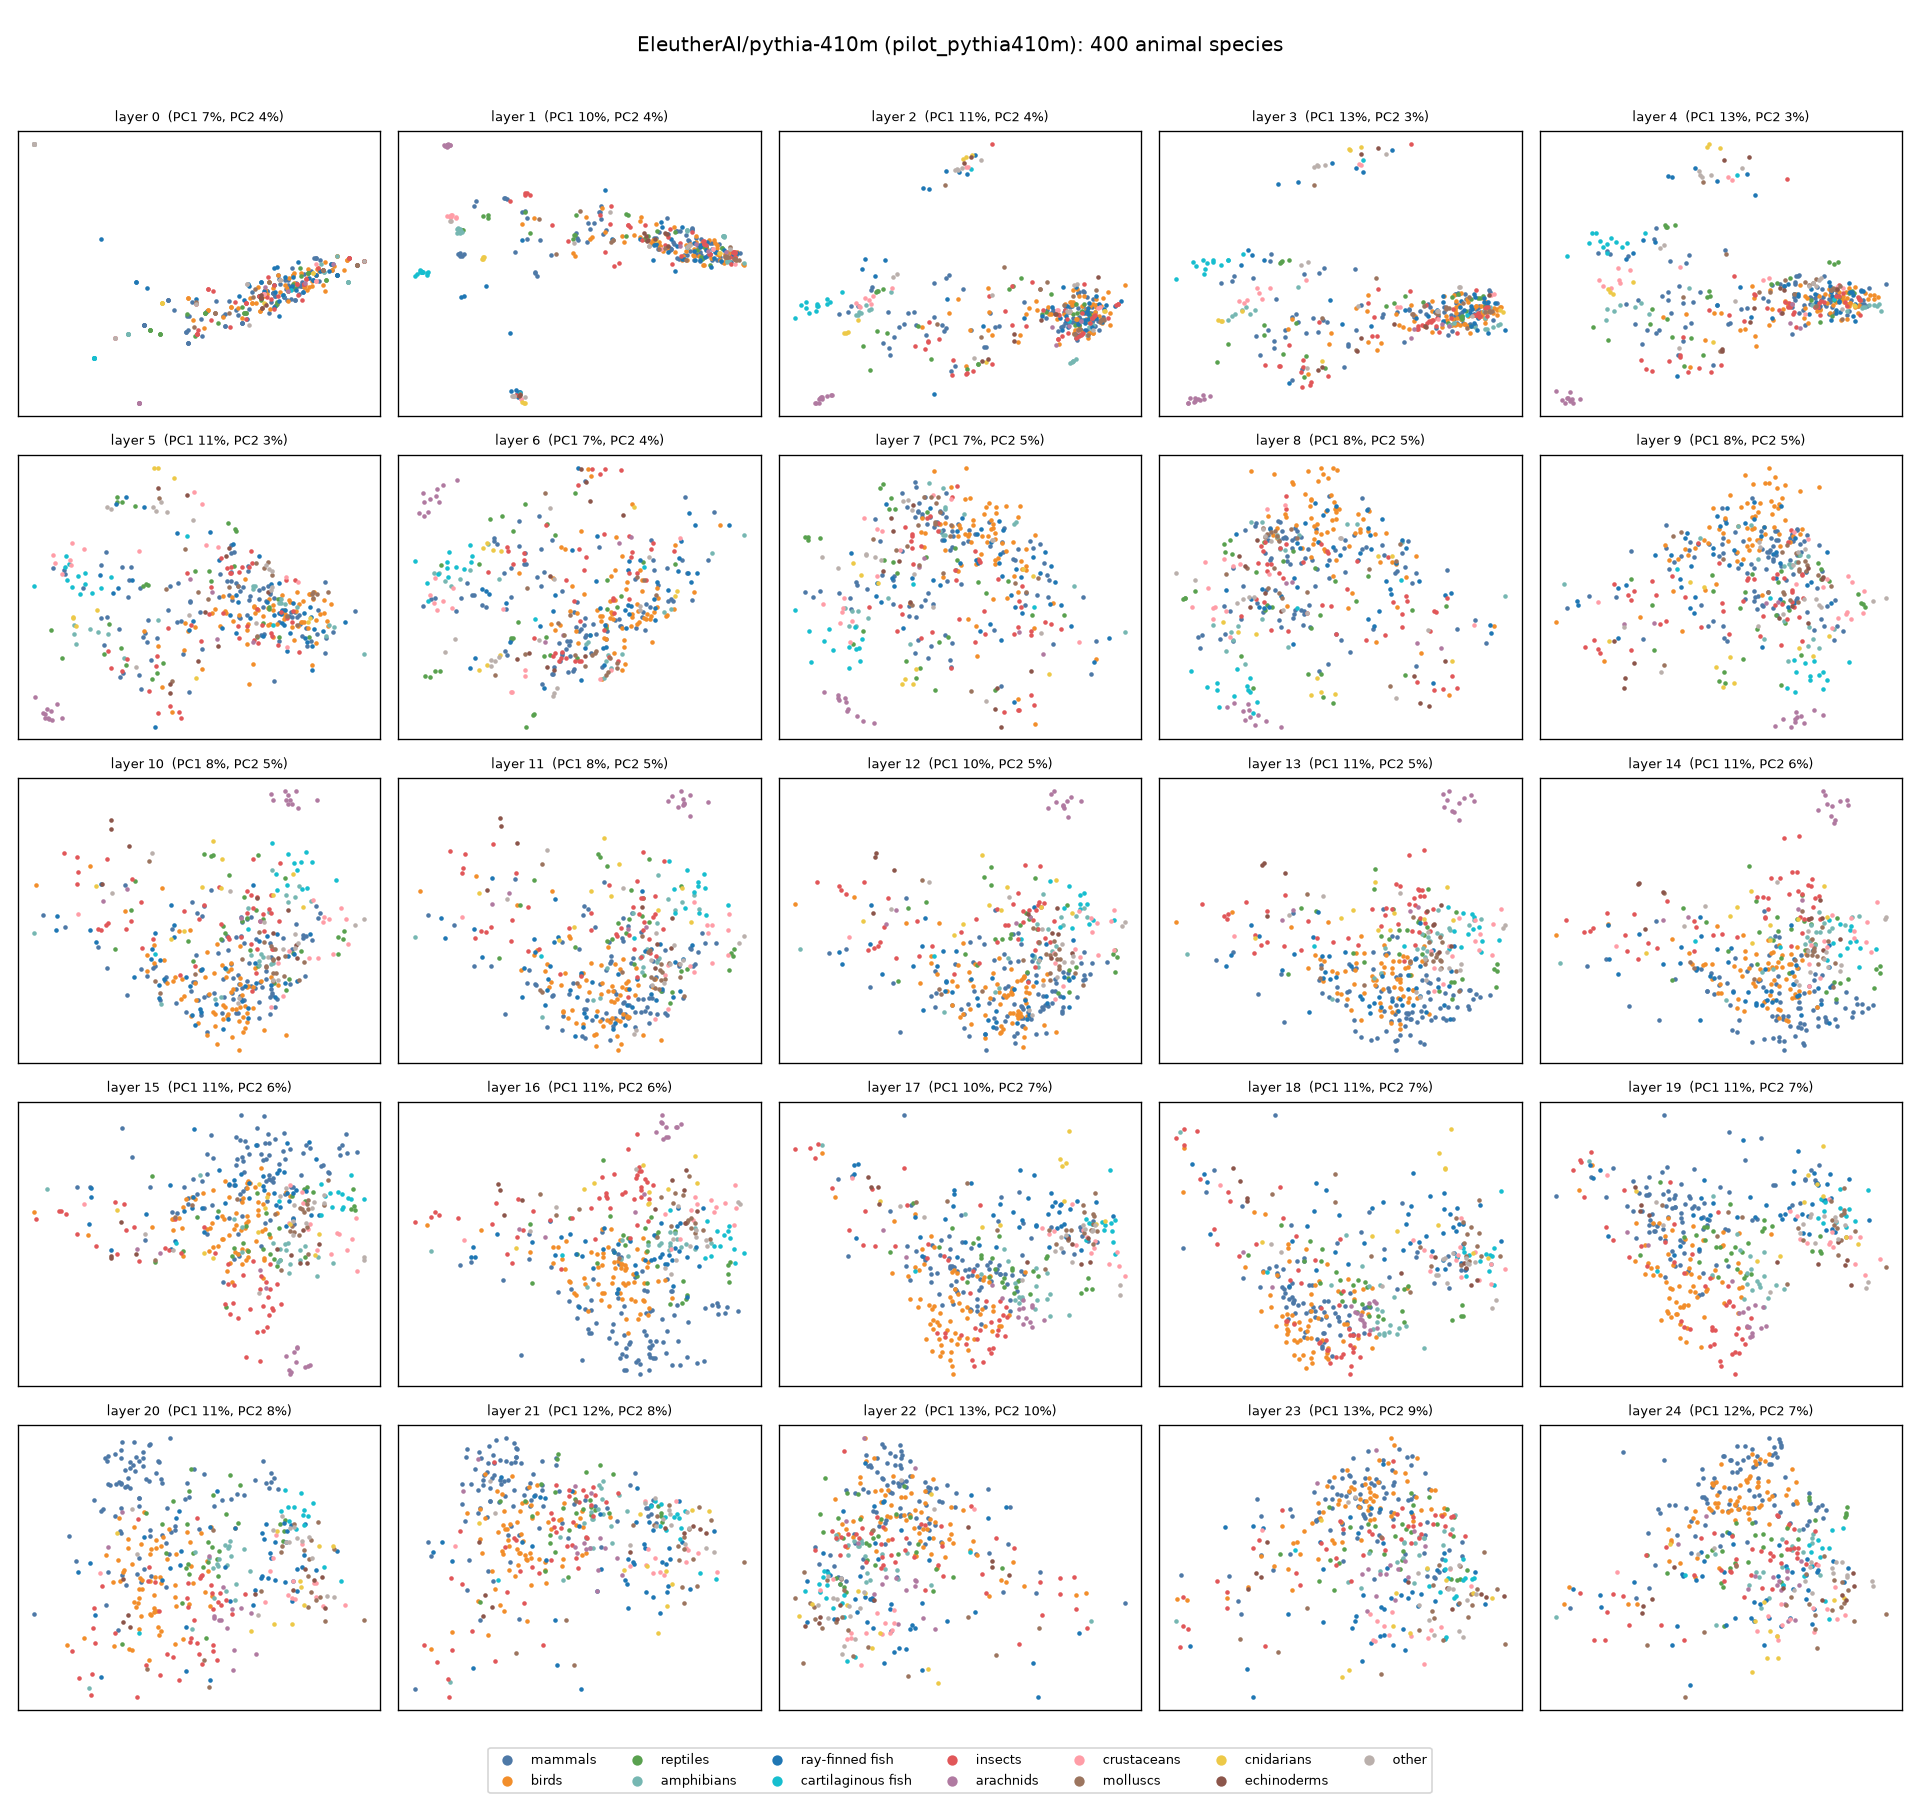 EleutherAI/pythia-410m (pilot_pythia410m): 400 animal species
layer 0  (PC1 7%, PC2 4%)
layer 1  (PC1 10%, PC2 4%)
layer 2  (PC1 11%, PC2 4%)
layer 3  (PC1 13%, PC2 3%)
layer 4  (PC1 13%, PC2 3%)
layer 5  (PC1 11%, PC2 3%)
layer 6  (PC1 7%, PC2 4%)
layer 7  (PC1 7%, PC2 5%)
layer 8  (PC1 8%, PC2 5%)
layer 9  (PC1 8%, PC2 5%)
layer 10  (PC1 8%, PC2 5%)
layer 11  (PC1 8%, PC2 5%)
layer 12  (PC1 10%, PC2 5%)
layer 13  (PC1 11%, PC2 5%)
layer 14  (PC1 11%, PC2 6%)
layer 15  (PC1 11%, PC2 6%)
layer 16  (PC1 11%, PC2 6%)
layer 17  (PC1 10%, PC2 7%)
layer 18  (PC1 11%, PC2 7%)
layer 19  (PC1 11%, PC2 7%)
layer 20  (PC1 11%, PC2 8%)
layer 21  (PC1 12%, PC2 8%)
layer 22  (PC1 13%, PC2 10%)
layer 23  (PC1 13%, PC2 9%)
layer 24  (PC1 12%, PC2 7%)
mammals
birds
reptiles
amphibians
ray-finned fish
cartilaginous fish
insects
arachnids
crustaceans
molluscs
cnidarians
echinoderms
other